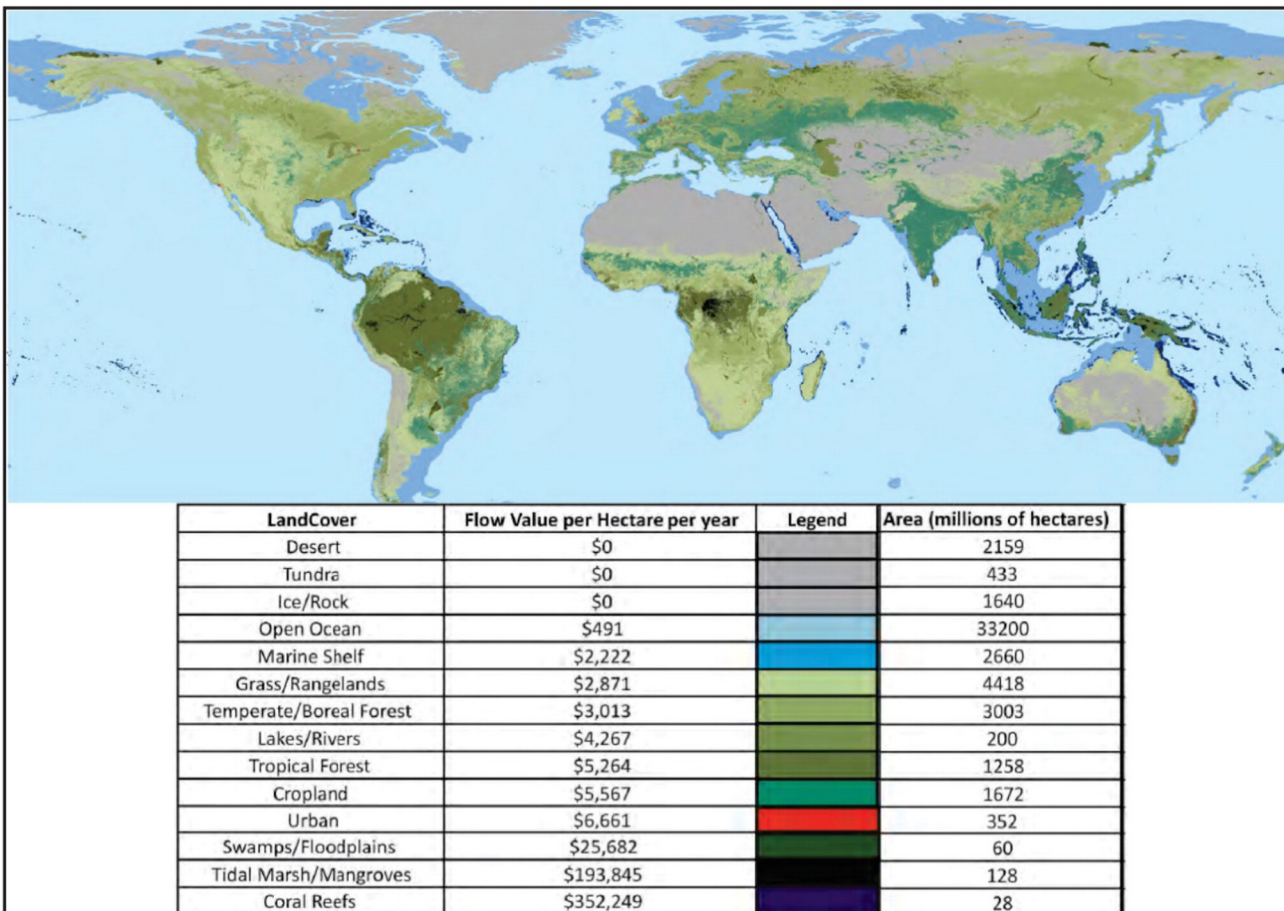 LandCover Flow Value per Hectare per year Legend Area (millions of hectares)
Desert $0 2159
Tundra $0 433
Ice/Rock $0 1640
Open Ocean $491 33200
Marine Shelf $2,222 2660
Grass/Rangelands $2,871 4418
Temperate/Boreal Forest $3,013 3003
Lakes/Rivers $4,267 200
Tropical Forest $5,264 1258
Cropland $5,567 1672
Urban $6,661 352
Swamps/Floodplains $25,682 60
Tidal Marsh/Mangroves $193,845 128
Coral Reefs $352,249 28